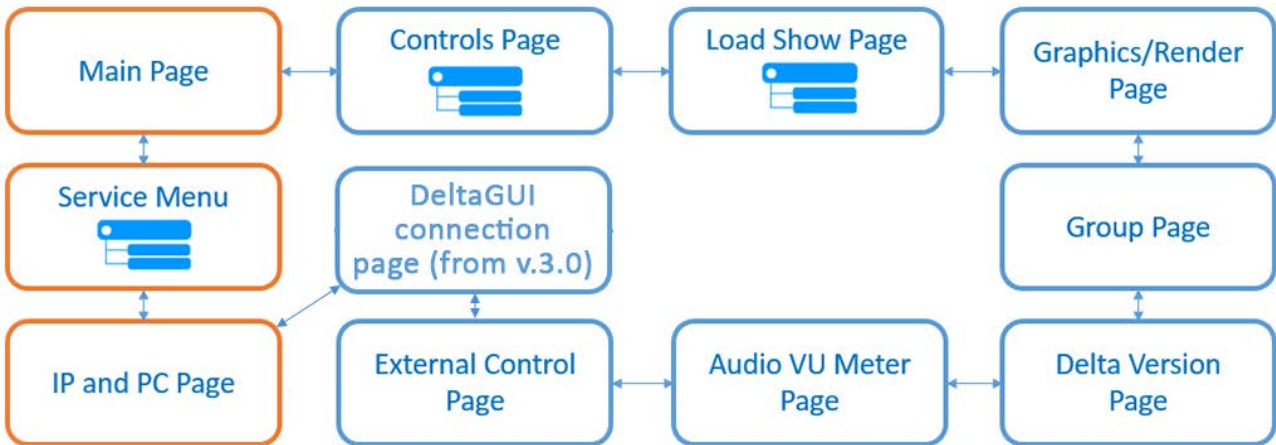 Main Page
Controls Page
Load Show Page
Graphics/Render
Page
Service Menu
DeltaGUI
connection
page (from v.3.0)
Group Page
IP and PC Page
External Control
Page
Audio VU Meter
Page
Delta Version
Page